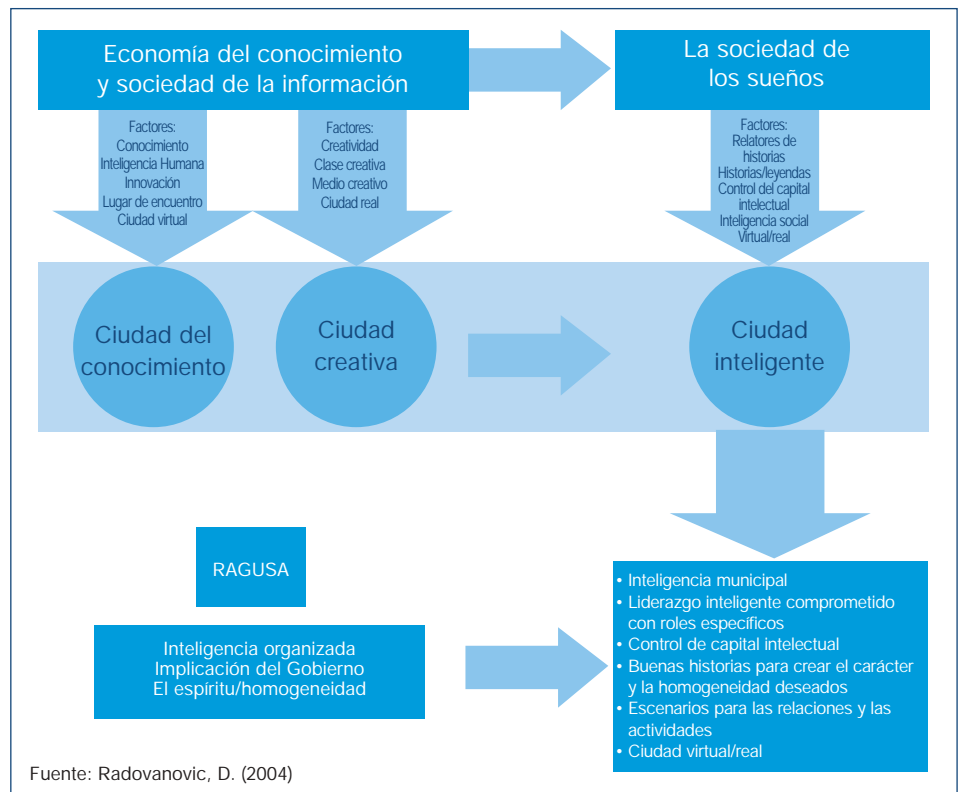 Economía del conocimiento
y sociedad de la información
La sociedad de
los sueños
Factores:
Conocimiento
Inteligencia Humana
Innovación
Lugar de encuentro
Ciudad virtual
Factores:
Creatividad
Clase creativa
Medio creativo
Ciudad real
Factores:
Relatores de
historias
Historias/leyendas
Control del capital
intelectual
Inteligencia social
Virtual/real
Ciudad del
conocimiento
Ciudad
creativa
Ciudad
inteligente
RAGUSA
Inteligencia organizada
Implicación del Gobierno
El espíritu/homogeneidad
• Inteligencia municipal
• Liderazgo inteligente comprometido
con roles específicos
• Control de capital intelectual
• Buenas historias para crear el carácter
y la homogeneidad deseados
• Escenarios para las relaciones y las
actividades
• Ciudad virtual/real
Fuente: Radovanovic, D. (2004)